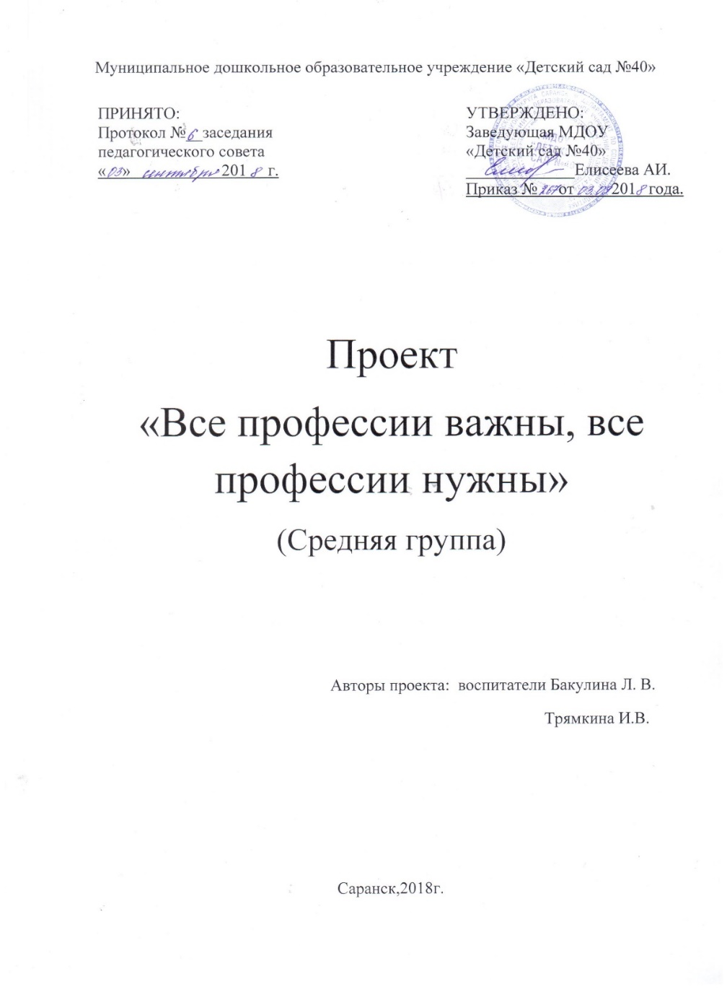 Муниципальное дошкольное образовательное учреждение «Детский сад №40»
ПРИНЯТО:
Протокол № 6 заседания
педагогического совета
«03» сентября 2018 г.
УТВЕРЖДЕНО:
Заведующая МДОУ
«Детский сад №40»
Елисеева АИ.
Приказ № 267 от 03.09 2018 года.
Проект
«Все профессии важны, все
профессии нужны»
(Средняя группа)
Авторы проекта: воспитатели Бакулина Л. В.
Трямкина И.В.
Саранск,2018г.